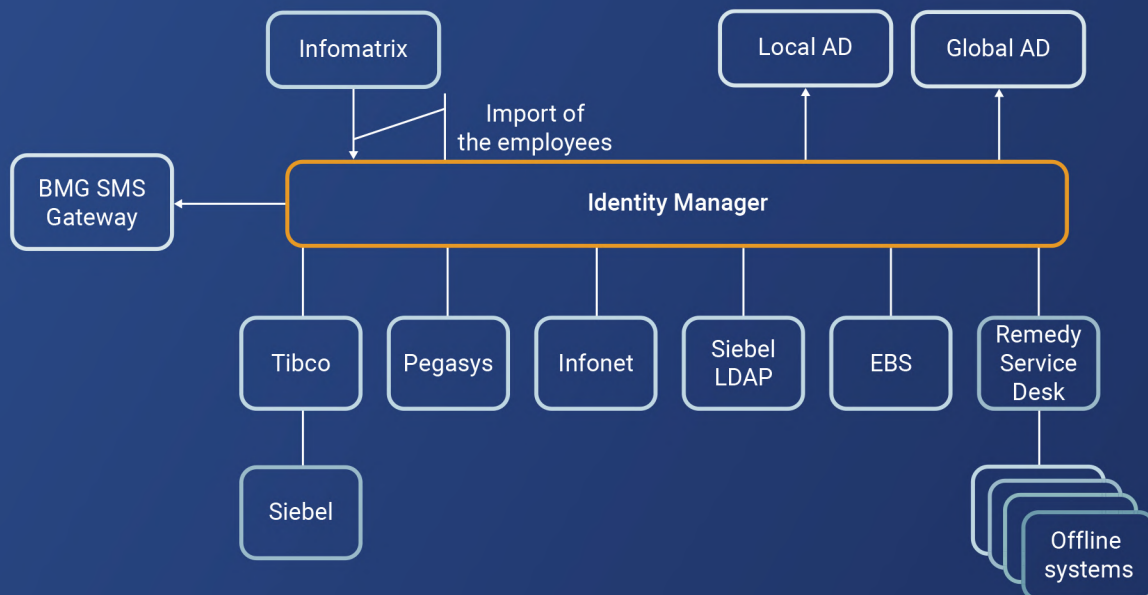 Infomatrix
Local AD
Global AD
Import of
the employees
BMG SMS
Gateway
Identity Manager
Tibco
Pegasys
Infonet
Siebel
LDAP
EBS
Remedy
Service
Desk
Siebel
Offline
systems